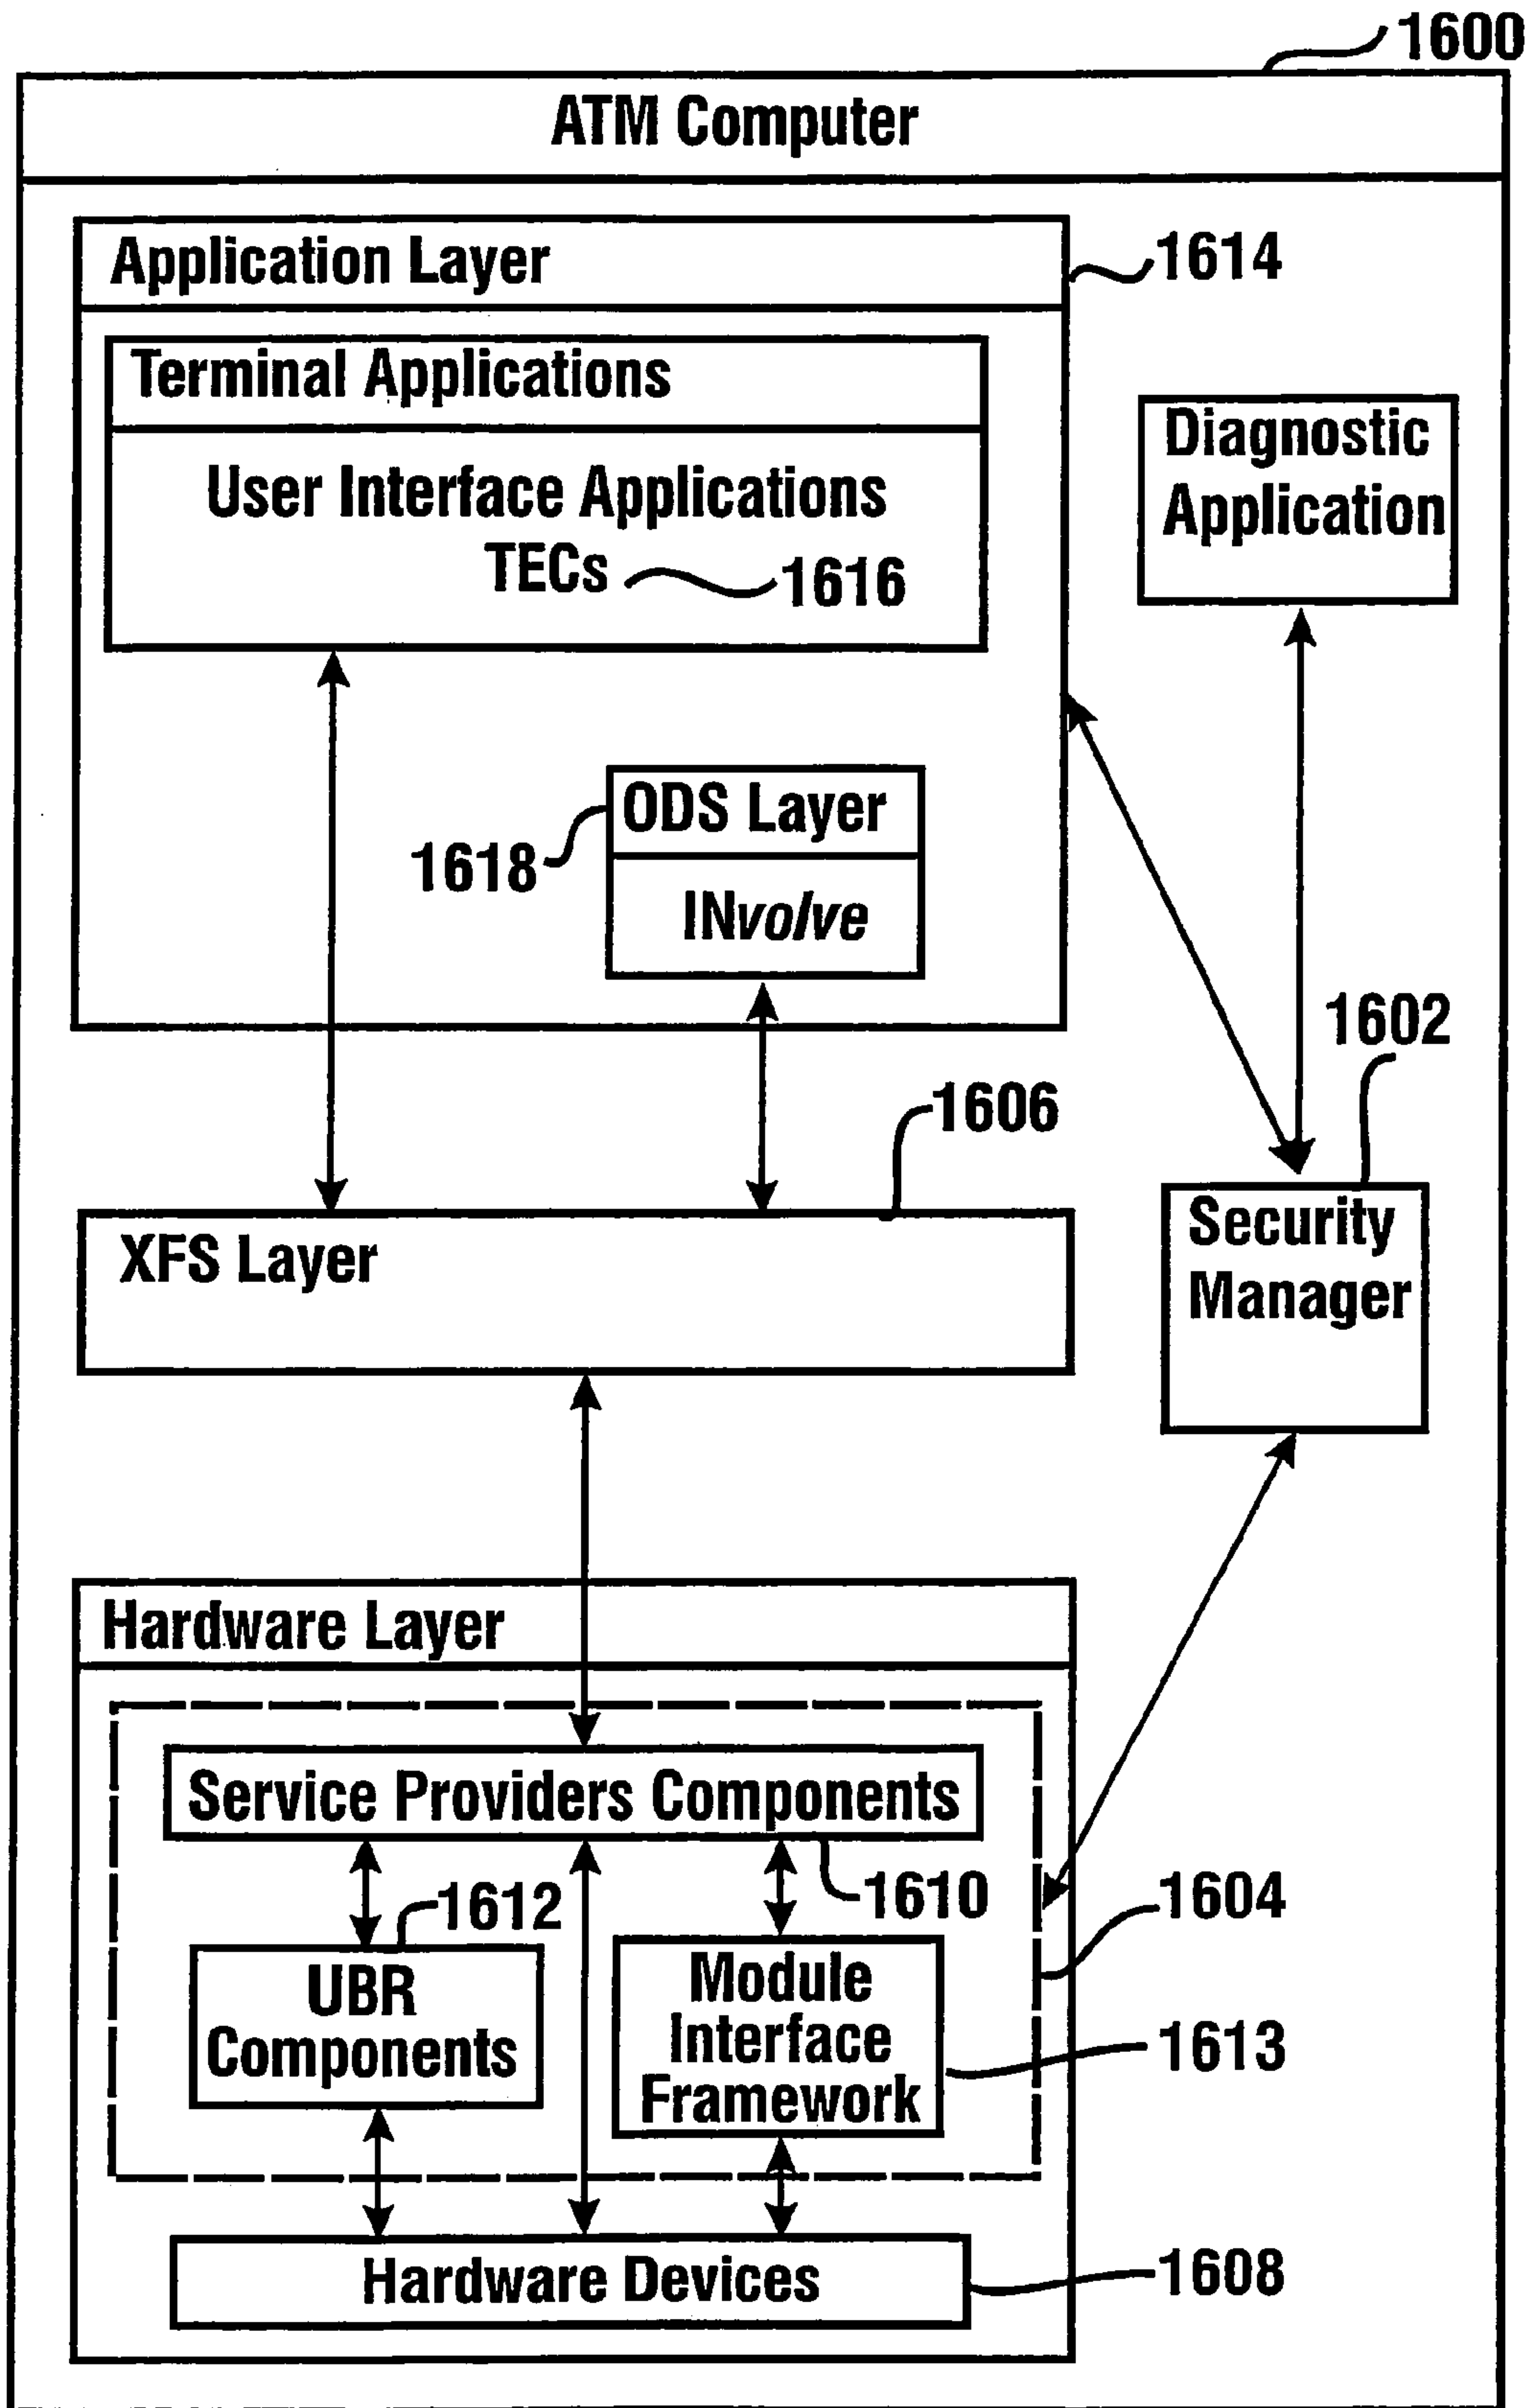 1600
ATM Computer
Application Layer
1614
Terminal Applications
User Interface Applications
TECs
1616
Diagnostic
Application
ODS Layer
1618
INvolve
1602
1606
XFS Layer
Security
Manager
Hardware Layer
Service Providers Components
1610
1612
1604
UBR
Components
Module
Interface
Framework
1613
Hardware Devices
1608